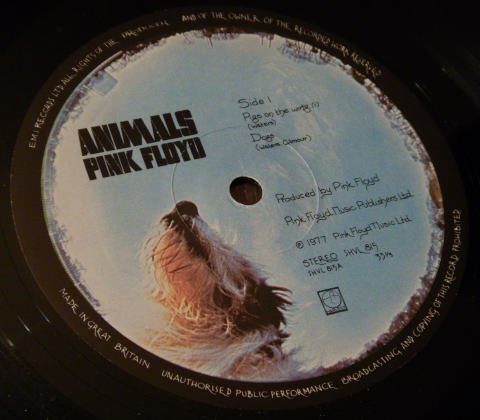 EMI RECORDS LTD ALL RIGHTS OF THE PRODUCER AND OF THE OWNER OF THE RECORDED WORK RESERVED
ANIMALS
PINK FLOYD
Side 1
Pigs on the wing (1)
(Waters)
Dogs
(Waters, Gilmour)
Produced by Pink Floyd
Pink Floyd Music Publishers Ltd.
℗ 1977 Pink Floyd Music Ltd.
STEREO SHVL 815
SHVL 815A 33⅓
MADE IN GREAT BRITAIN UNAUTHORISED PUBLIC PERFORMANCE BROADCASTING AND COPYING OF THIS RECORD PROHIBITED